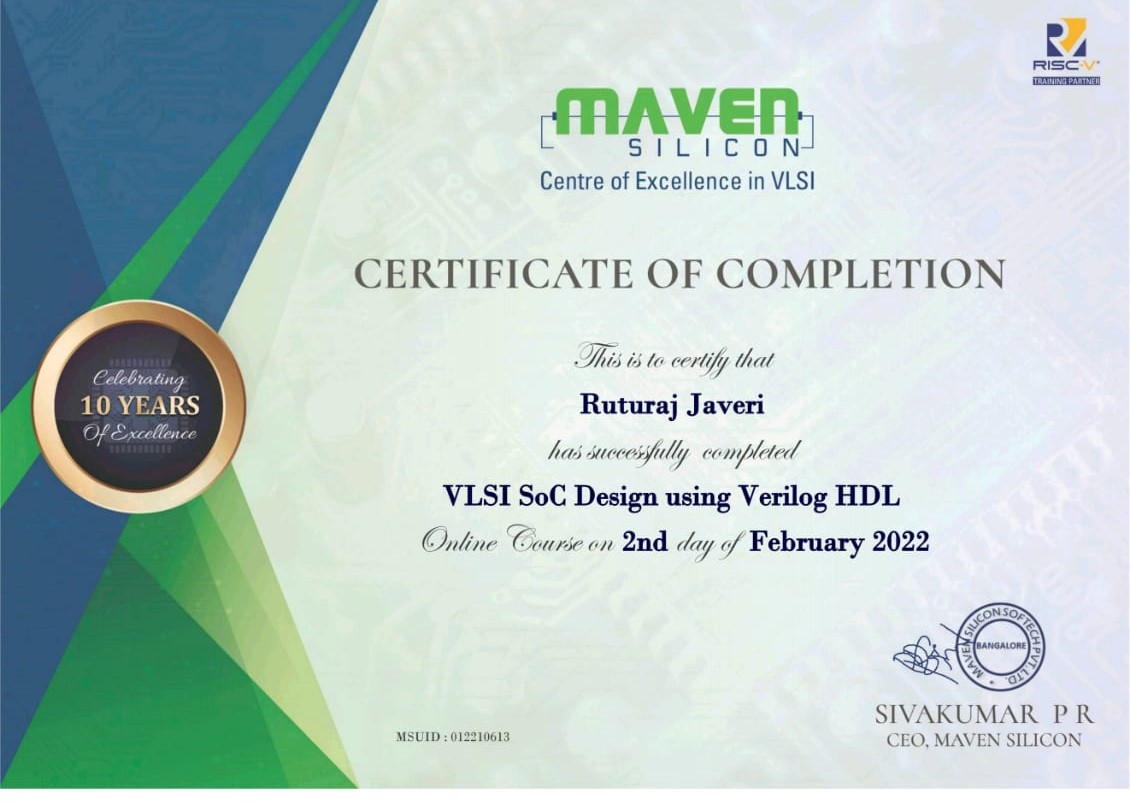 RISC-V®
TRAINING PARTNER
MAVEN
SILICON
Centre of Excellence in VLSI
CERTIFICATE OF COMPLETION
This is to certify that
Ruturaj Javeri
has successfully completed
VLSI SoC Design using Verilog HDL
Online Course on 2nd day of February 2022
Celebrating
10 YEARS
Of Excellence
MAVEN SILICON SOFTECH PVT. LTD.
BANGALORE
SIVAKUMAR P R
CEO, MAVEN SILICON
MSUID : 012210613